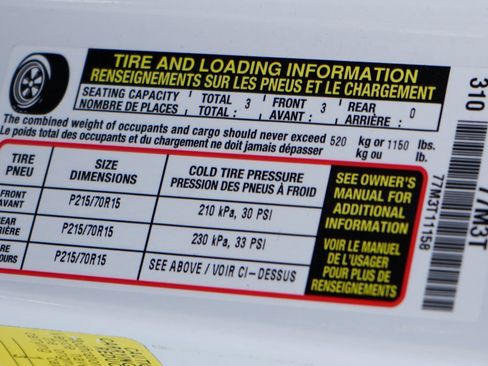 TIRE AND LOADING INFORMATION
RENSEIGNEMENTS SUR LES PNEUS ET LE CHARGEMENT
SEATING CAPACITY TOTAL 3 FRONT 3 REAR 0
NOMBRE DE PLACES TOTAL : AVANT : ARRIÈRE :
The combined weight of occupants and cargo should never exceed 520 kg or 1150 lbs.
Le poids total des occupants et du chargement ne doit jamais dépasser kg ou lb.
TIRE SIZE COLD TIRE PRESSURE
PNEU DIMENSIONS PRESSION DES PNEUS À FROID
FRONT P215/70R15 210 kPa, 30 PSI
AVANT
REAR P215/70R15 230 kPa, 33 PSI
P215/70R15 SEE ABOVE / VOIR CI-DESSUS
SEE OWNER'S
MANUAL FOR
ADDITIONAL
INFORMATION
VOIR LE MANUEL
DE L'USAGER
POUR PLUS DE
RENSEIGNEMENTS
77M3T11158
310
77M3T